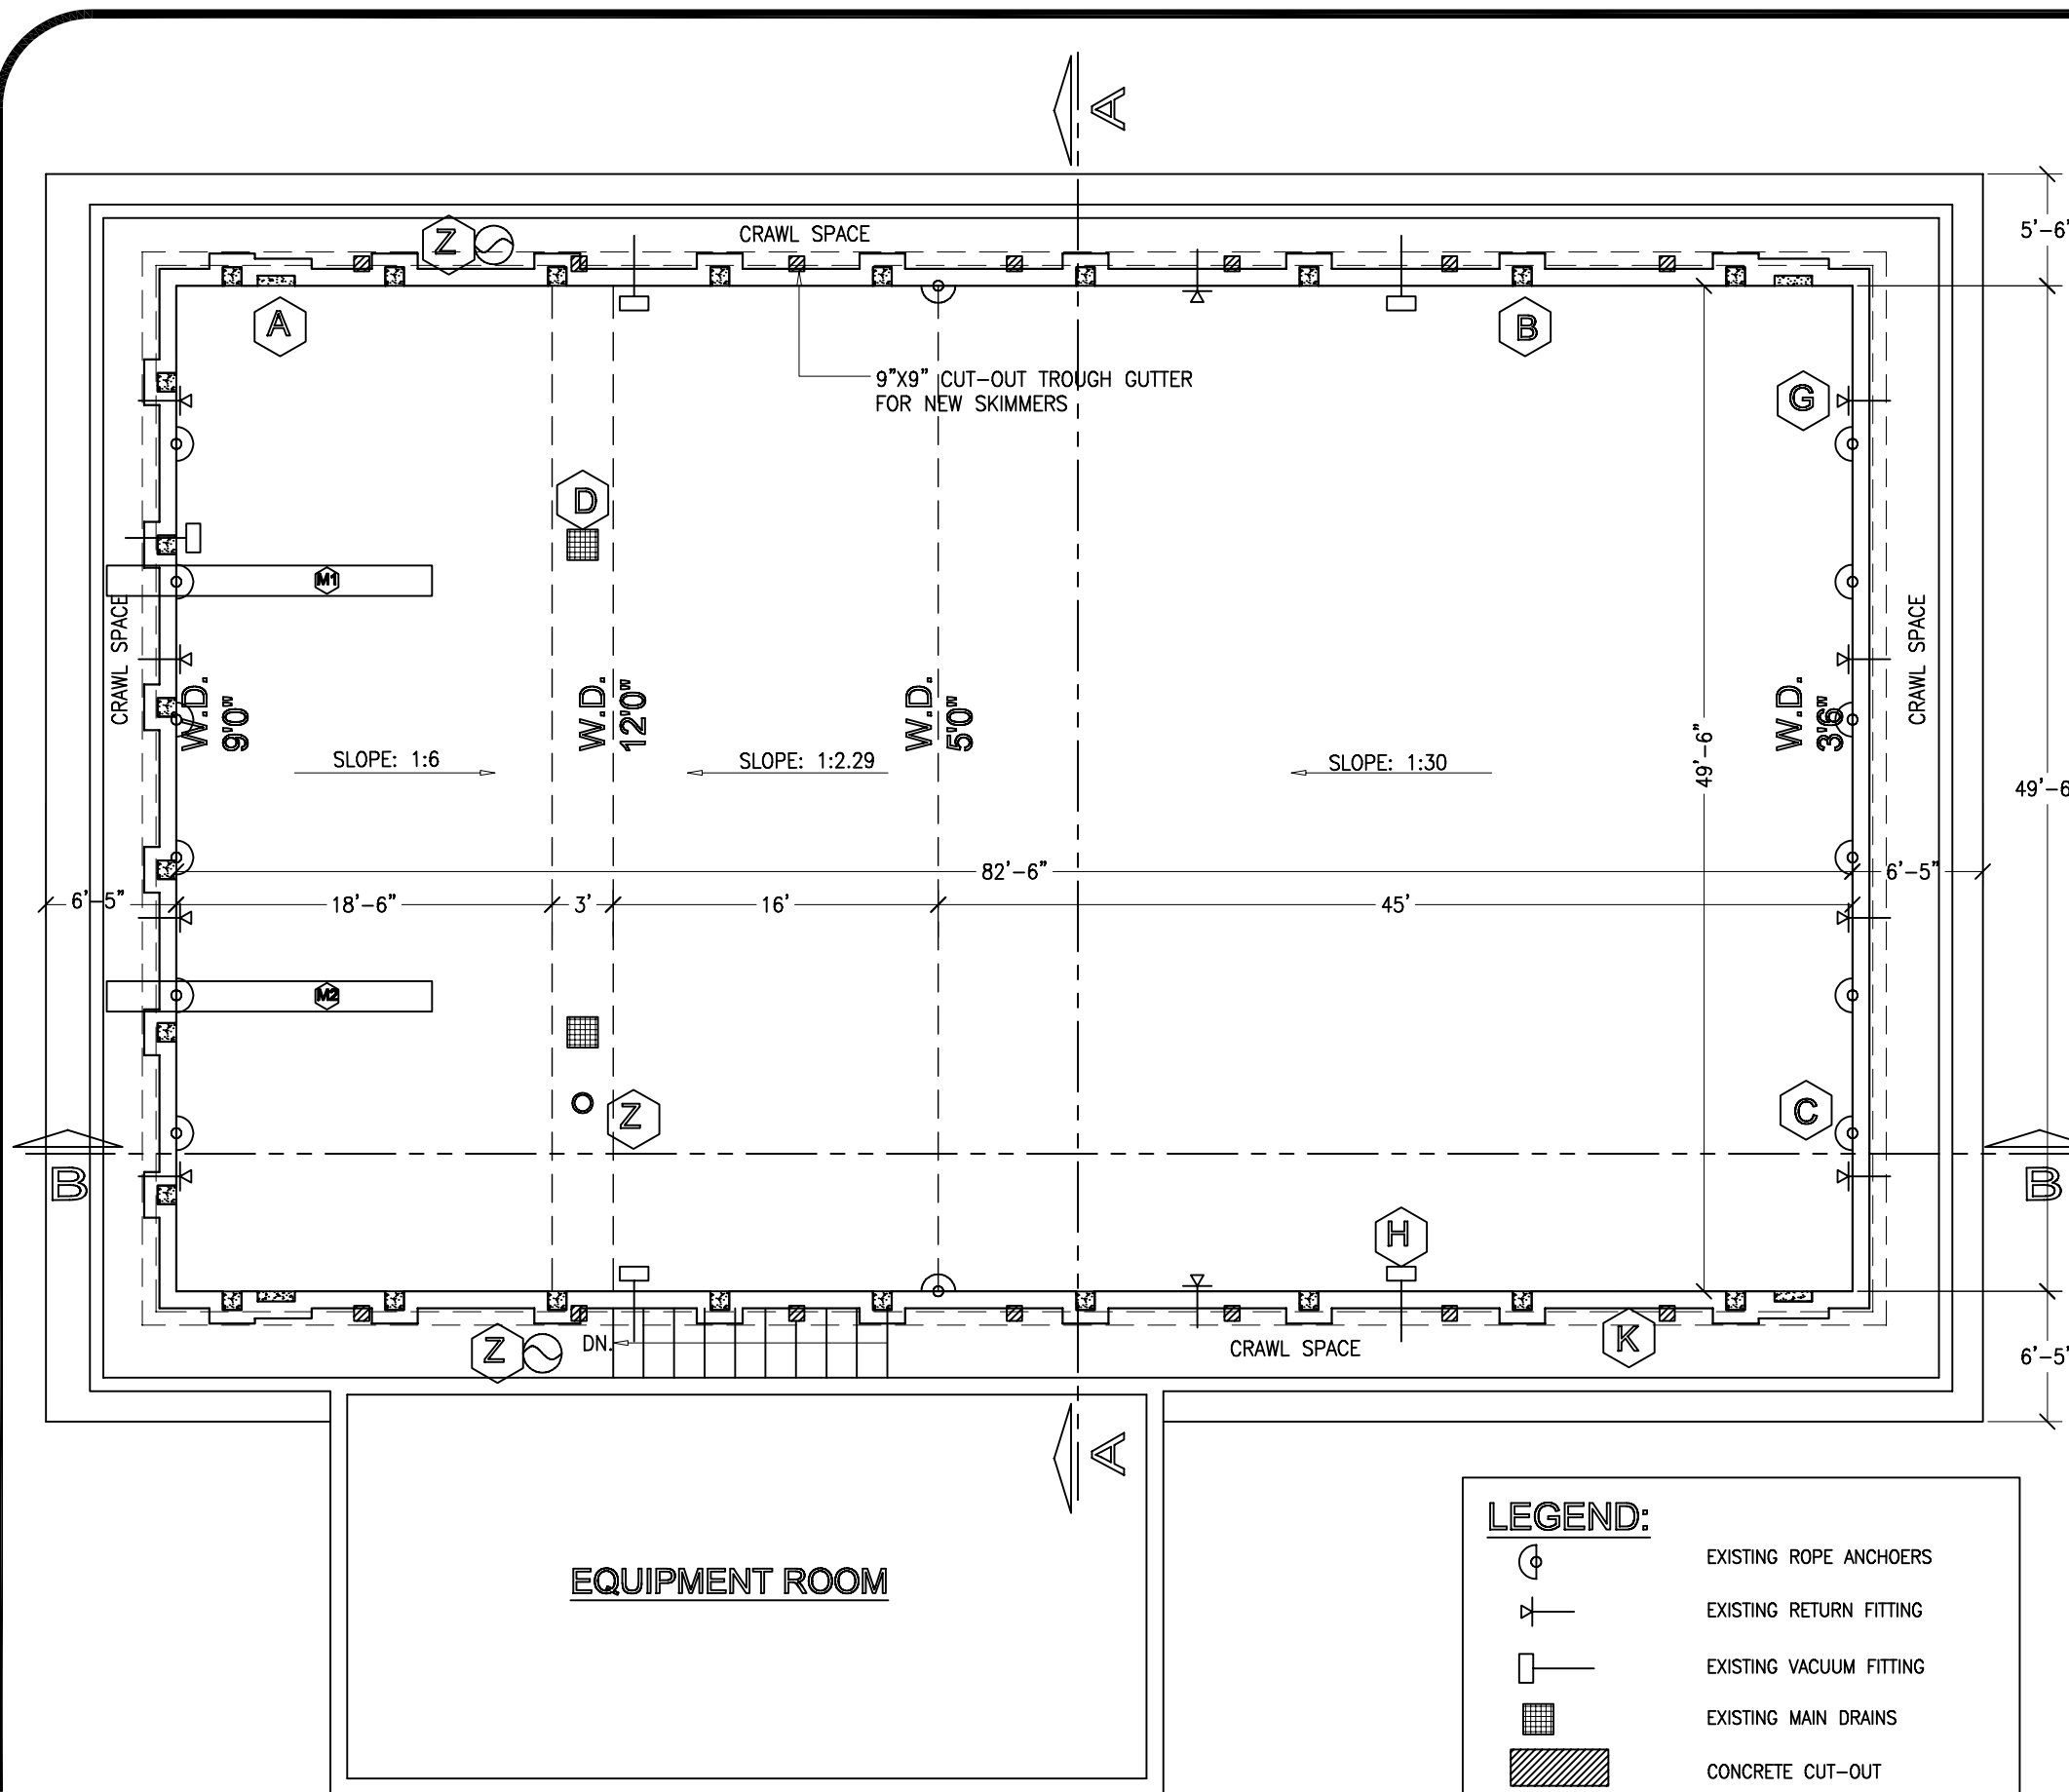 A
5'-6"
CRAWL SPACE
Z
A
B
9"X9" CUT-OUT TROUGH GUTTER
FOR NEW SKIMMERS
G
D
M1
CRAWL SPACE
CRAWL SPACE
W.D.
9'0"
W.D.
12'0"
W.D.
5'0"
W.D.
3'6"
49'-6"
49'-6
SLOPE: 1:6
SLOPE: 1:2.29
SLOPE: 1:30
82'-6"
6'-5"
6'-5"
18'-6"
3'
16'
45'
M2
Z
C
B
B
H
Z
DN.
CRAWL SPACE
K
6'-5"
A
EQUIPMENT ROOM
LEGEND:
EXISTING ROPE ANCHOERS
EXISTING RETURN FITTING
EXISTING VACUUM FITTING
EXISTING MAIN DRAINS
CONCRETE CUT-OUT